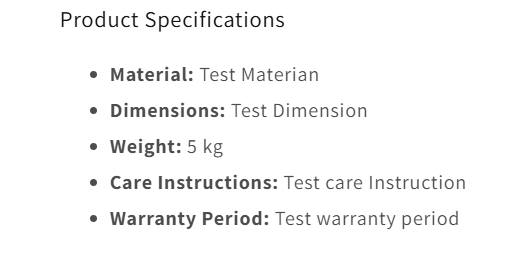 Product Specifications
Material: Test Materian
Dimensions: Test Dimension
Weight: 5 kg
Care Instructions: Test care Instruction
Warranty Period: Test warranty period